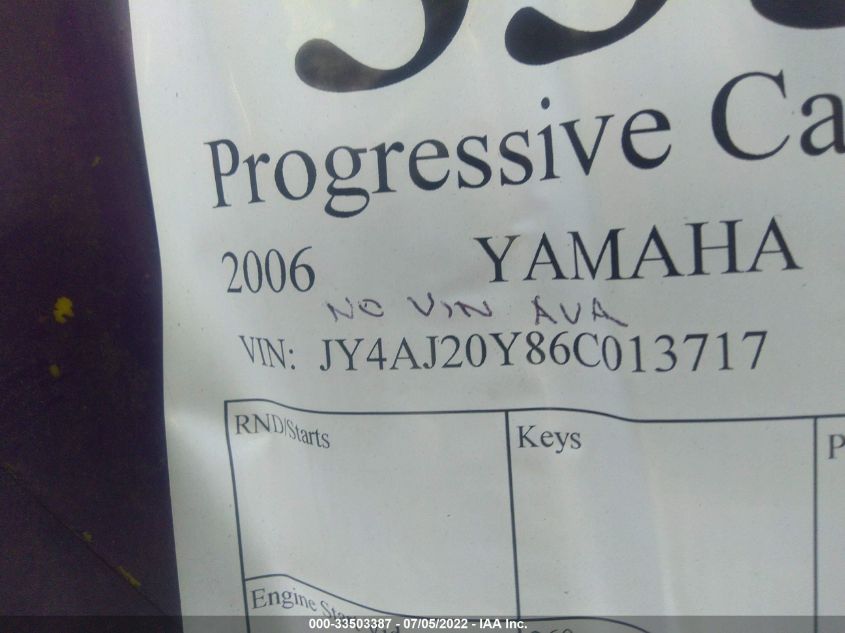 Progressive Ca
2006 YAMAHA
NO VIN AVA
VIN: JY4AJ20Y86C013717
RND/Starts
Keys
P
Engine
000-33503387 - 07/05/2022 - IAA Inc.